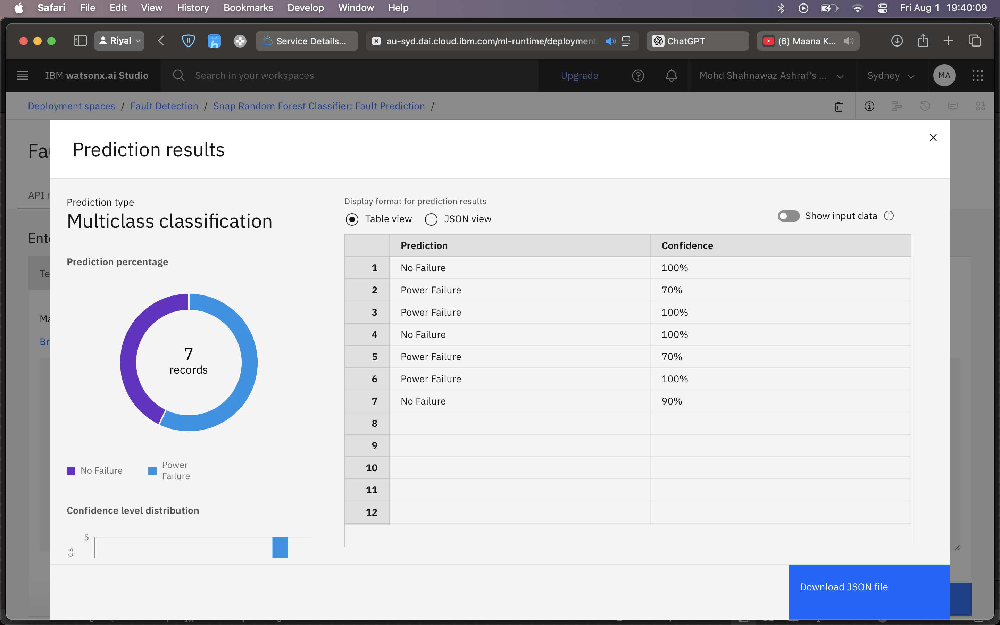 Safari File Edit View History Bookmarks Develop Window Help Fri Aug 1 19:40:09
Riyal Service Details... au-syd.dai.cloud.ibm.com/ml-runtime/deployment ChatGPT (6) Maana K...
IBM watsonx.ai Studio Search in your workspaces Upgrade Mohd Shahnawaz Ashraf's ... Sydney MA
Deployment spaces / Fault Detection / Snap Random Forest Classifier: Fault Prediction /
Prediction results
Prediction type
Multiclass classification
Prediction percentage
7
records
No Failure
Power
Failure
Confidence level distribution
5
Display format for prediction results
Table view JSON view Show input data
Prediction Confidence
1 No Failure 100%
2 Power Failure 70%
3 Power Failure 100%
4 No Failure 100%
5 Power Failure 70%
6 Power Failure 100%
7 No Failure 90%
8
9
10
11
12
Download JSON file